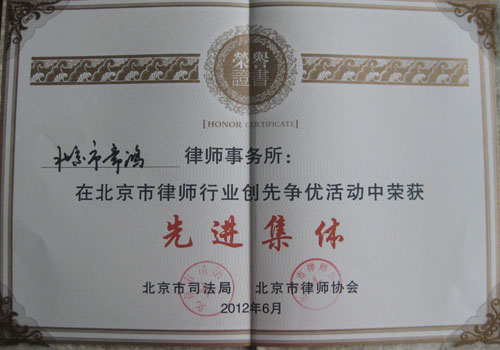 榮譽
證書
[HONOR CERTIFICATE]
北京市常鸿 律师事务所：
在北京市律师行业创先争优活动中荣获
先进集体
北京市司法局 北京市律师协会
2012年6月